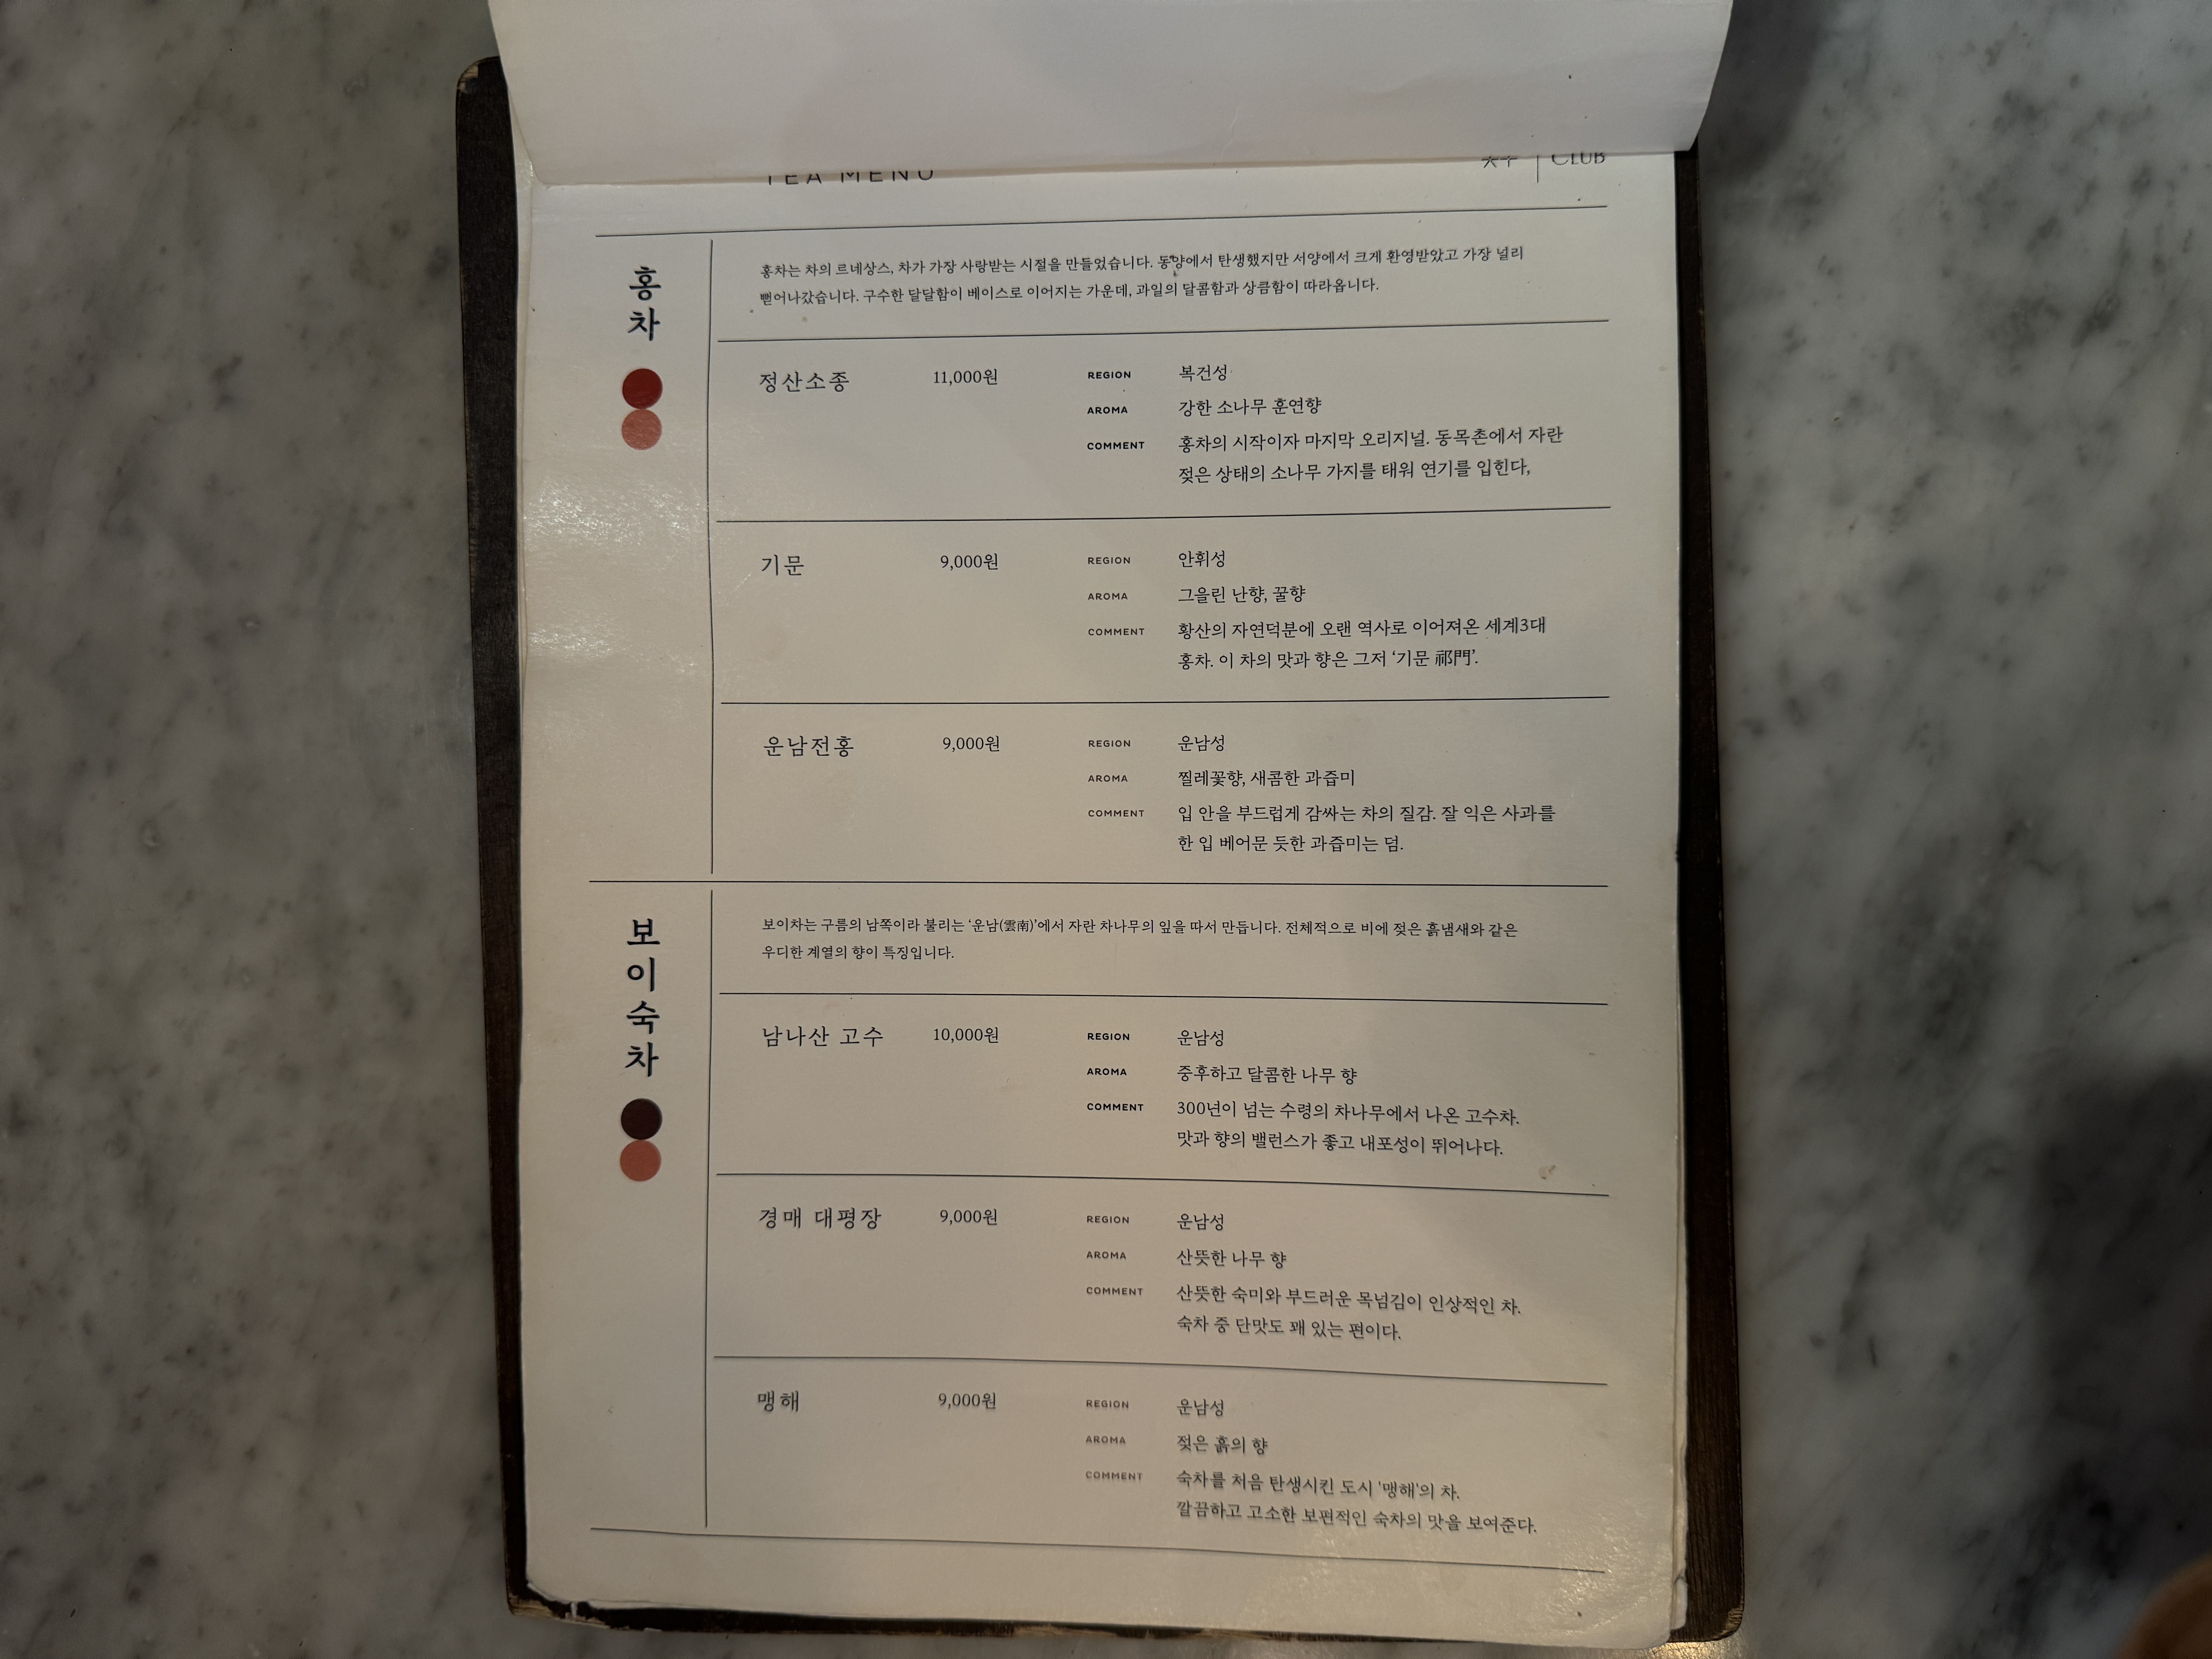 TEA MENU
CLUB
홍차
홍차는 차의 르네상스, 차가 가장 사랑받는 시절을 만들었습니다. 동양에서 탄생했지만 서양에서 크게 환영받았고 가장 널리
뻗어나갔습니다. 구수한 달달함이 베이스로 이어지는 가운데, 과일의 달콤함과 상큼함이 따라옵니다.
정산소종 11,000원 REGION 복건성
AROMA 강한 소나무 훈연향
COMMENT 홍차의 시작이자 마지막 오리지널. 동목촌에서 자란
젖은 상태의 소나무 가지를 태워 연기를 입힌다,
기문 9,000원 REGION 안휘성
AROMA 그을린 난향, 꿀향
COMMENT 황산의 자연덕분에 오랜 역사로 이어져온 세계3대
홍차. 이 차의 맛과 향은 그저 ‘기문 祁門’.
운남전홍 9,000원 REGION 운남성
AROMA 찔레꽃향, 새콤한 과즙미
COMMENT 입 안을 부드럽게 감싸는 차의 질감. 잘 익은 사과를
한 입 베어문 듯한 과즙미는 덤.
보이숙차
보이차는 구름의 남쪽이라 불리는 ‘운남(雲南)’에서 자란 차나무의 잎을 따서 만듭니다. 전체적으로 비에 젖은 흙냄새와 같은
우디한 계열의 향이 특징입니다.
남나산 고수 10,000원 REGION 운남성
AROMA 중후하고 달콤한 나무 향
COMMENT 300년이 넘는 수령의 차나무에서 나온 고수차.
맛과 향의 밸런스가 좋고 내포성이 뛰어나다.
경매 대평장 9,000원 REGION 운남성
AROMA 산뜻한 나무 향
COMMENT 산뜻한 숙미와 부드러운 목넘김이 인상적인 차.
숙차 중 단맛도 꽤 있는 편이다.
맹해 9,000원 REGION 운남성
AROMA 젖은 흙의 향
COMMENT 숙차를 처음 탄생시킨 도시 '맹해'의 차.
깔끔하고 고소한 보편적인 숙차의 맛을 보여준다.